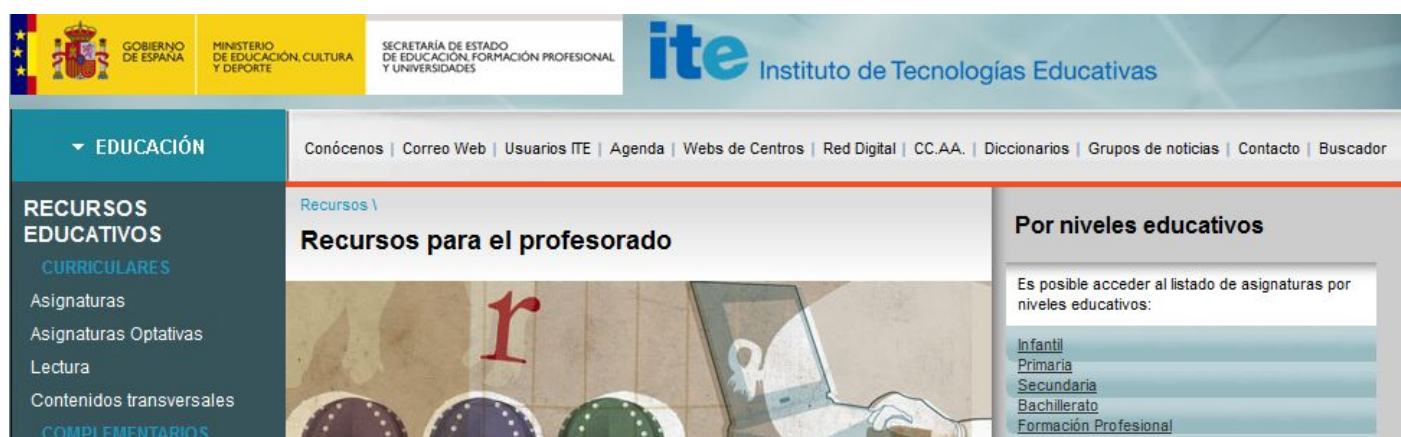 GOBIERNO
DE ESPAÑA
MINISTERIO
DE EDUCACIÓN, CULTURA
Y DEPORTE
SECRETARÍA DE ESTADO
DE EDUCACIÓN, FORMACIÓN PROFESIONAL
Y UNIVERSIDADES
ite Instituto de Tecnologías Educativas
EDUCACIÓN
Conócenos | Correo Web | Usuarios ITE | Agenda | Webs de Centros | Red Digital | CC.AA. | Diccionarios | Grupos de noticias | Contacto | Buscador
RECURSOS
EDUCATIVOS
CURRICULARES
Asignaturas
Asignaturas Optativas
Lectura
Contenidos transversales
COMPLEMENTARIOS
Recursos \
Recursos para el profesorado
r
Por niveles educativos
Es posible acceder al listado de asignaturas por
niveles educativos:
Infantil
Primaria
Secundaria
Bachillerato
Formación Profesional